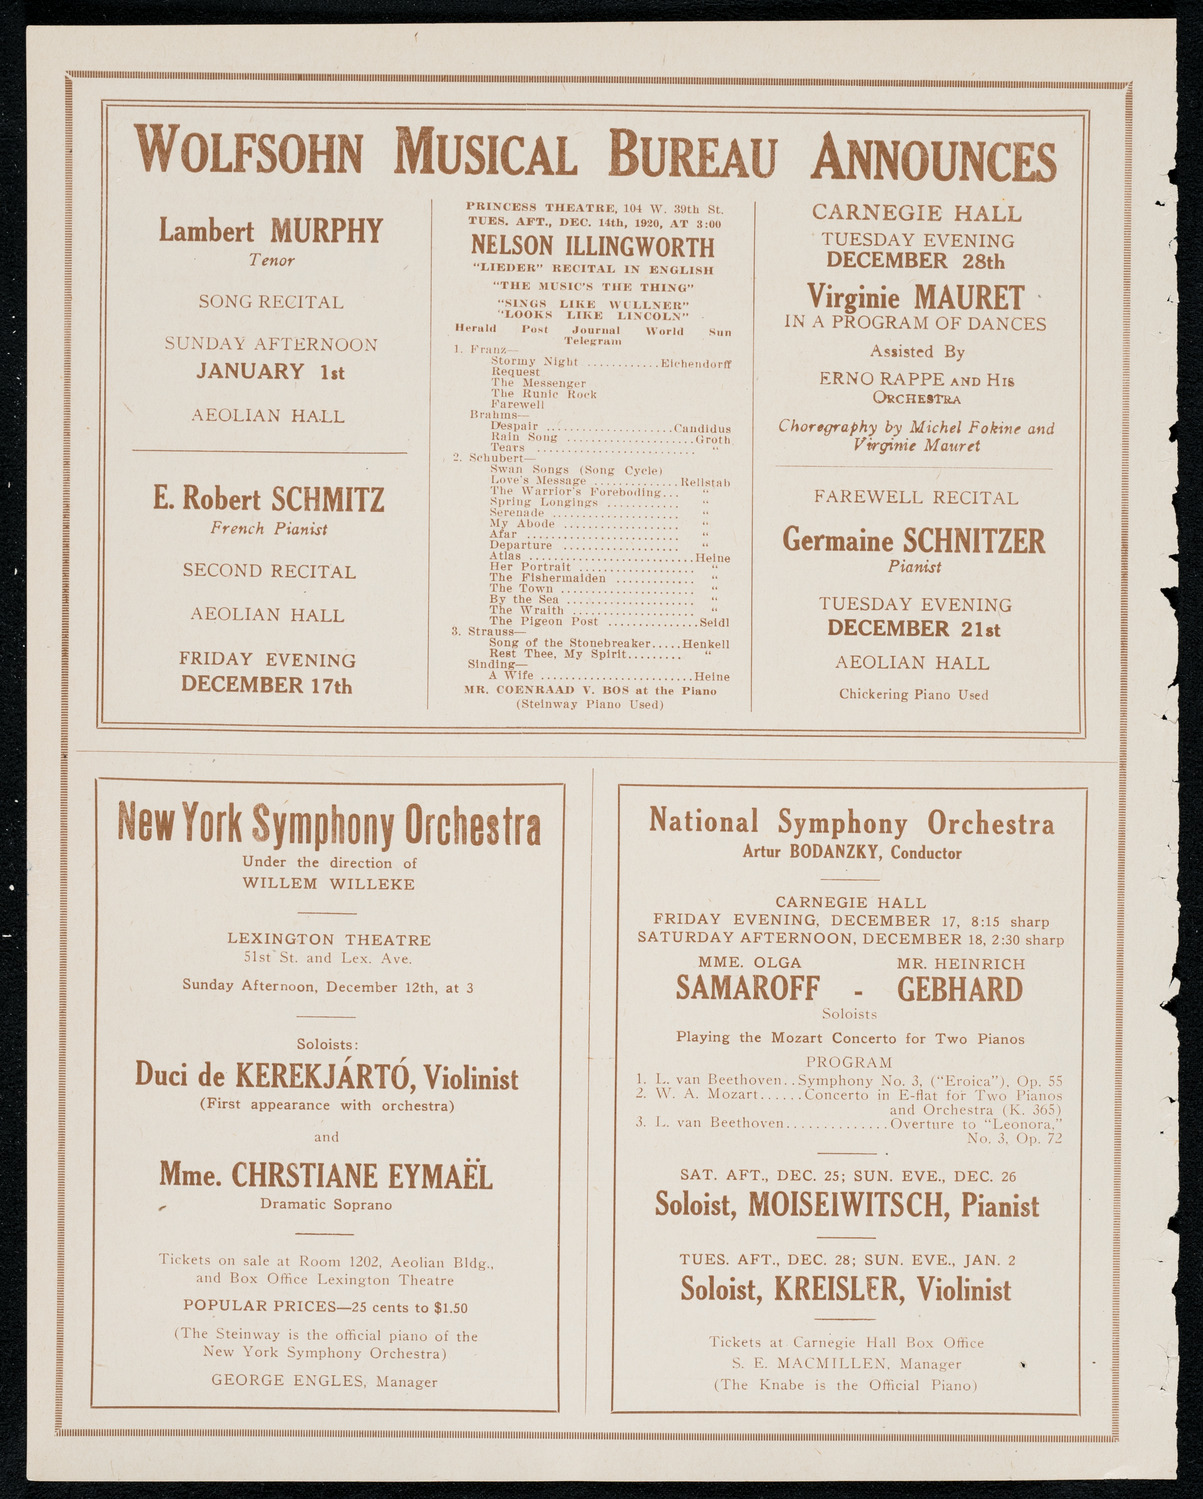 WOLFSOHN MUSICAL BUREAU ANNOUNCES
Lambert MURPHY
Tenor
SONG RECITAL
SUNDAY AFTERNOON
JANUARY 1st
AEOLIAN HALL
E. Robert SCHMITZ
French Pianist
SECOND RECITAL
AEOLIAN HALL
FRIDAY EVENING
DECEMBER 17th
PRINCESS THEATRE, 104 W. 39th St.
TUES. AFT., DEC. 14th, 1920, AT 3:00
NELSON ILLINGWORTH
"LIEDER" RECITAL IN ENGLISH
"THE MUSIC'S THE THING"
"SINGS LIKE WULLNER"
"LOOKS LIKE LINCOLN"
Herald Post Journal World Sun
Telegram
1. Franz—
Stormy Night ............Eichendorff
Request
The Messenger
The Runic Rock
Farewell
Brahms—
Despair ....................Candidus
Rain Song ....................Groth
Tears ......................... "
2. Schubert—
Swan Songs (Song Cycle)
Love's Message .............Rellstab
The Warrior's Foreboding... "
Spring Longings ........... "
Serenade .................... "
My Abode .................. "
Afar ........................ "
Departure .................. "
Atlas ..........................Heine
Her Portrait .................. "
The Fishermaiden ............ "
The Town ..................... "
By the Sea .................... "
The Wraith ................... "
The Pigeon Post ..............Seidl
3. Strauss—
Song of the Stonebreaker.....Henkell
Rest Thee, My Spirit......... "
Sinding—
A Wife ........................Heine
MR. COENRAAD V. BOS at the Piano
(Steinway Piano Used)
CARNEGIE HALL
TUESDAY EVENING
DECEMBER 28th
Virginie MAURET
IN A PROGRAM OF DANCES
Assisted By
ERNO RAPPE AND HIS
ORCHESTRA
Choregraphy by Michel Fokine and
Virginie Mauret
FAREWELL RECITAL
Germaine SCHNITZER
Pianist
TUESDAY EVENING
DECEMBER 21st
AEOLIAN HALL
Chickering Piano Used
New York Symphony Orchestra
Under the direction of
WILLEM WILLEKE
LEXINGTON THEATRE
51st St. and Lex. Ave.
Sunday Afternoon, December 12th, at 3
Soloists:
Duci de KEREKJÁRTÓ, Violinist
(First appearance with orchestra)
and
Mme. CHRSTIANE EYMAËL
Dramatic Soprano
Tickets on sale at Room 1202, Aeolian Bldg.,
and Box Office Lexington Theatre
POPULAR PRICES—25 cents to $1.50
(The Steinway is the official piano of the
New York Symphony Orchestra)
GEORGE ENGLES, Manager
National Symphony Orchestra
Artur BODANZKY, Conductor
CARNEGIE HALL
FRIDAY EVENING, DECEMBER 17, 8:15 sharp
SATURDAY AFTERNOON, DECEMBER 18, 2:30 sharp
MME. OLGA MR. HEINRICH
SAMAROFF - GEBHARD
Soloists
Playing the Mozart Concerto for Two Pianos
PROGRAM
1. L. van Beethoven..Symphony No. 3, ("Eroica"), Op. 55
2. W. A. Mozart......Concerto in E-flat for Two Pianos
and Orchestra (K. 365)
3. L. van Beethoven..............Overture to "Leonora,"
No. 3, Op. 72
SAT. AFT., DEC. 25; SUN. EVE., DEC. 26
Soloist, MOISEIWITSCH, Pianist
TUES. AFT., DEC. 28; SUN. EVE., JAN. 2
Soloist, KREISLER, Violinist
Tickets at Carnegie Hall Box Office
S. E. MACMILLEN, Manager
(The Knabe is the Official Piano)